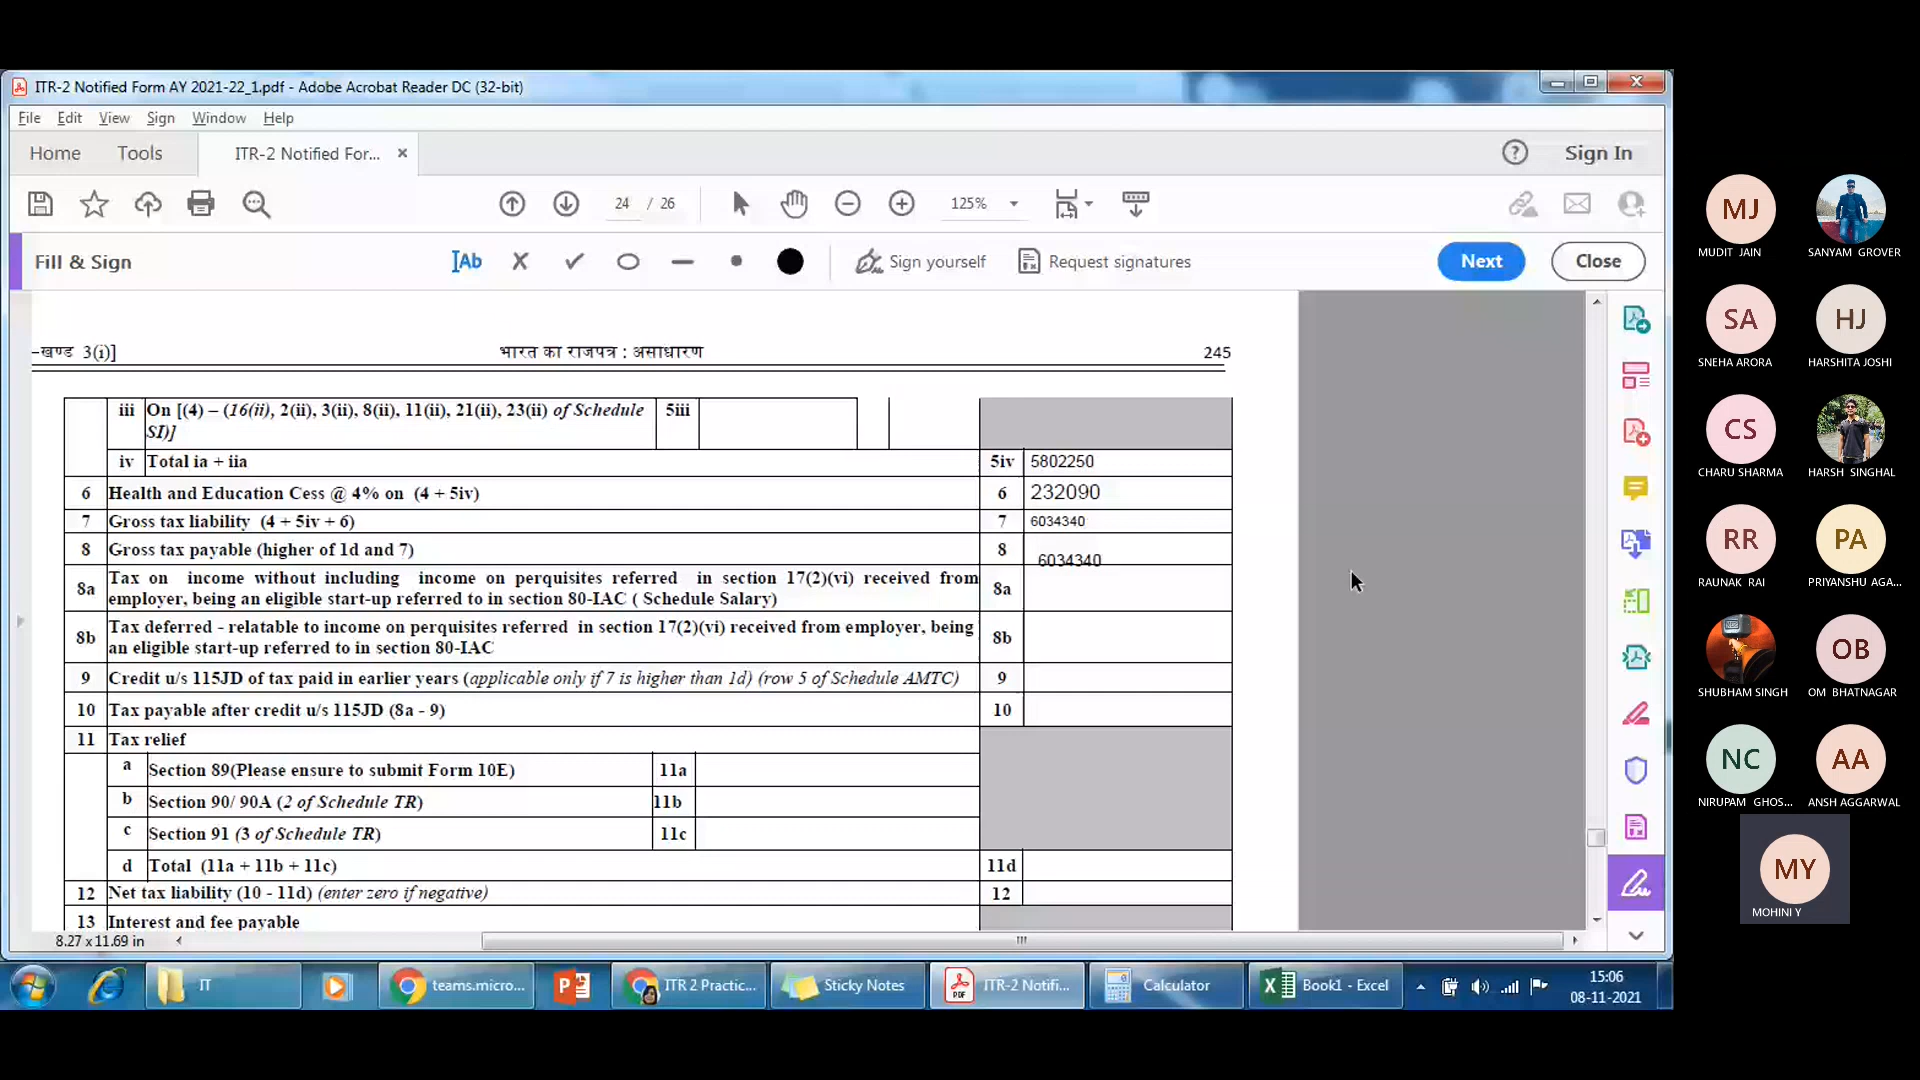 ITR-2 Notified Form AY 2021-22_1.pdf - Adobe Acrobat Reader DC (32-bit)
File Edit View Sign Window Help
Home Tools ITR-2 Notified For... × Sign In
24 / 26 125%
Fill & Sign Ab Sign yourself Request signatures Next Close
-खण्ड 3(i)] भारत का राजपत्र : असाधारण 245
iii On [(4) – (16(ii), 2(ii), 3(ii), 8(ii), 11(ii), 21(ii), 23(ii) of Schedule 5iii
SI)]
iv Total ia + iia 5iv 5802250
6 Health and Education Cess @ 4% on (4 + 5iv) 6 232090
7 Gross tax liability (4 + 5iv + 6) 7 6034340
8 Gross tax payable (higher of 1d and 7) 8 6034340
8a Tax on income without including income on perquisites referred in section 17(2)(vi) received from 8a
employer, being an eligible start-up referred to in section 80-IAC ( Schedule Salary)
8b Tax deferred - relatable to income on perquisites referred in section 17(2)(vi) received from employer, being 8b
an eligible start-up referred to in section 80-IAC
9 Credit u/s 115JD of tax paid in earlier years (applicable only if 7 is higher than 1d) (row 5 of Schedule AMTC) 9
10 Tax payable after credit u/s 115JD (8a - 9) 10
11 Tax relief
a Section 89(Please ensure to submit Form 10E) 11a
b Section 90/ 90A (2 of Schedule TR) 11b
c Section 91 (3 of Schedule TR) 11c
d Total (11a + 11b + 11c) 11d
12 Net tax liability (10 - 11d) (enter zero if negative) 12
13 Interest and fee payable
8.27 x 11.69 in
IT teams.micro... ITR 2 Practic... Sticky Notes ITR-2 Notifi... Calculator Book1 - Excel 15:06
08-11-2021
MJ
MUDIT JAIN SANYAM GROVER
SA HJ
SNEHA ARORA HARSHITA JOSHI
CS
CHARU SHARMA HARSH SINGHAL
RR PA
RAUNAK RAI PRIYANSHU AGA...
OB
SHUBHAM SINGH OM BHATNAGAR
NC AA
NIRUPAM GHOS... ANSH AGGARWAL
MY
MOHINI Y